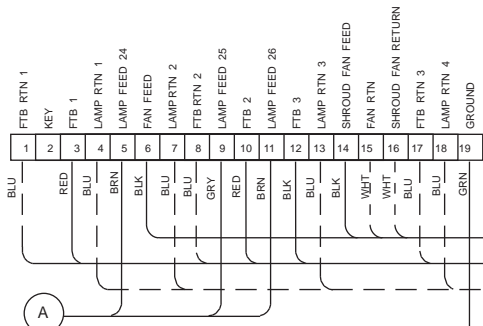 FTB RTN 1
KEY
FTB 1
LAMP RTN 1
LAMP FEED 24
FAN FEED
LAMP RTN 2
FTB RTN 2
LAMP FEED 25
FTB 2
LAMP FEED 26
FTB 3
LAMP RTN 3
SHROUD FAN FEED
FAN RTN
SHROUD FAN RETURN
FTB RTN 3
LAMP RTN 4
GROUND
1 2 3 4 5 6 7 8 9 10 11 12 13 14 15 16 17 18 19
BLU
RED
BLU
BRN
BLK
BLU
BLU
GRY
RED
BRN
BLK
BLU
BLK
WHT
WHT
BLU
BLU
GRN
A